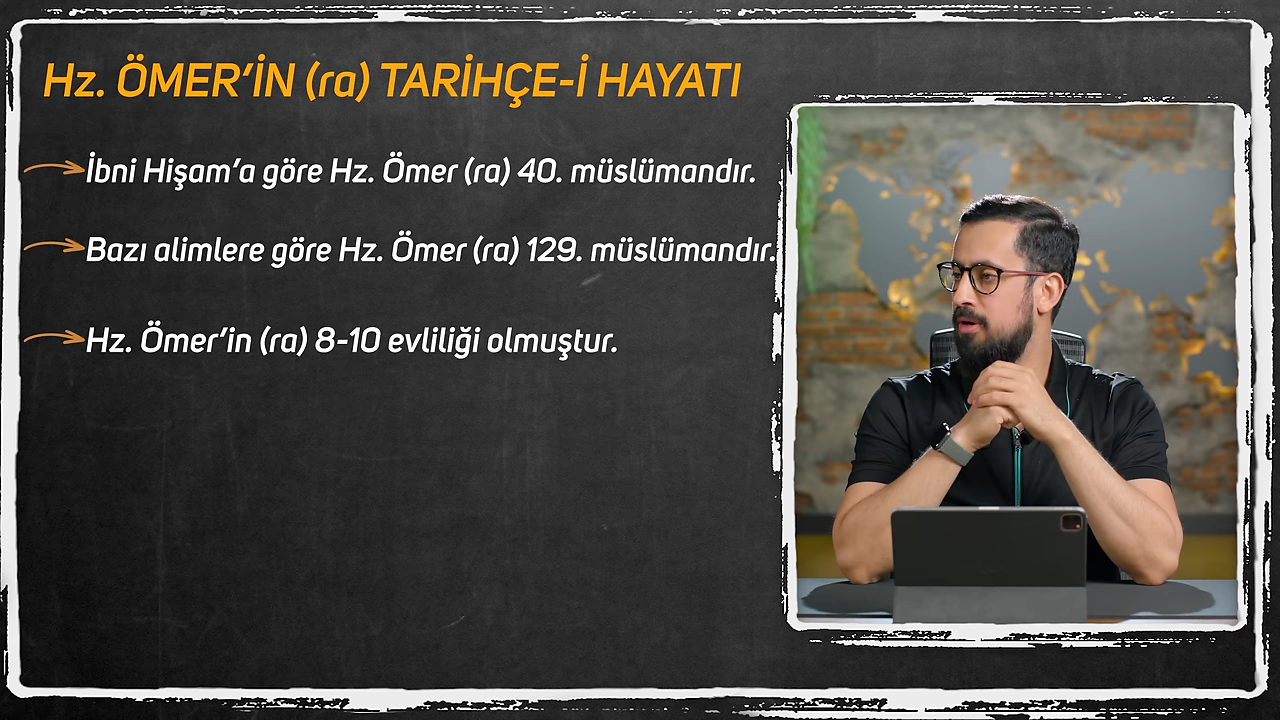 Hz. ÖMER'İN (ra) TARİHÇE-İ HAYATI
İbni Hişam'a göre Hz. Ömer (ra) 40. müslümandır.
Bazı alimlere göre Hz. Ömer (ra) 129. müslümandır.
Hz. Ömer'in (ra) 8-10 evliliği olmuştur.